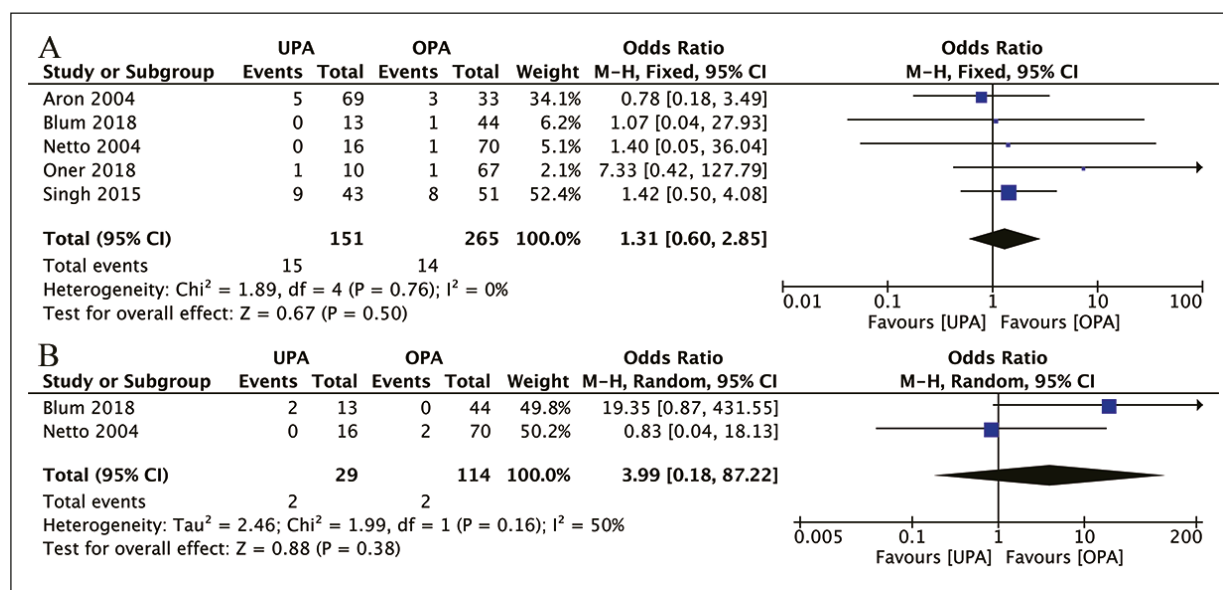 A
UPA OPA Odds Ratio Odds Ratio
Study or Subgroup Events Total Events Total Weight M-H, Fixed, 95% CI M-H, Fixed, 95% CI
Aron 2004 5 69 3 33 34.1% 0.78 [0.18, 3.49]
Blum 2018 0 13 1 44 6.2% 1.07 [0.04, 27.93]
Netto 2004 0 16 1 70 5.1% 1.40 [0.05, 36.04]
Oner 2018 1 10 1 67 2.1% 7.33 [0.42, 127.79]
Singh 2015 9 43 8 51 52.4% 1.42 [0.50, 4.08]
Total (95% CI) 151 265 100.0% 1.31 [0.60, 2.85]
Total events 15 14
Heterogeneity: Chi² = 1.89, df = 4 (P = 0.76); I² = 0%
Test for overall effect: Z = 0.67 (P = 0.50)
0.01 0.1 1 10 100
Favours [UPA] Favours [OPA]
B
UPA OPA Odds Ratio Odds Ratio
Study or Subgroup Events Total Events Total Weight M-H, Random, 95% CI M-H, Random, 95% CI
Blum 2018 2 13 0 44 49.8% 19.35 [0.87, 431.55]
Netto 2004 0 16 2 70 50.2% 0.83 [0.04, 18.13]
Total (95% CI) 29 114 100.0% 3.99 [0.18, 87.22]
Total events 2 2
Heterogeneity: Tau² = 2.46; Chi² = 1.99, df = 1 (P = 0.16); I² = 50%
Test for overall effect: Z = 0.88 (P = 0.38)
0.005 0.1 1 10 200
Favours [UPA] Favours [OPA]